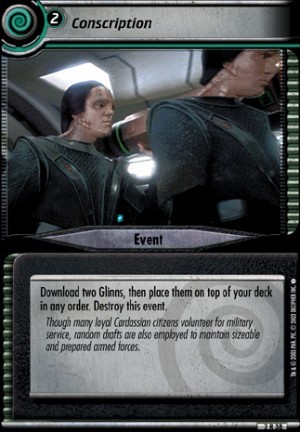 2 Conscription
Event
Download two Glinns, then place them on top of your deck
in any order. Destroy this event.
Though many loyal Cardassian citizens volunteer for military
service, random drafts are also employed to maintain sizeable
and prepared armed forces.